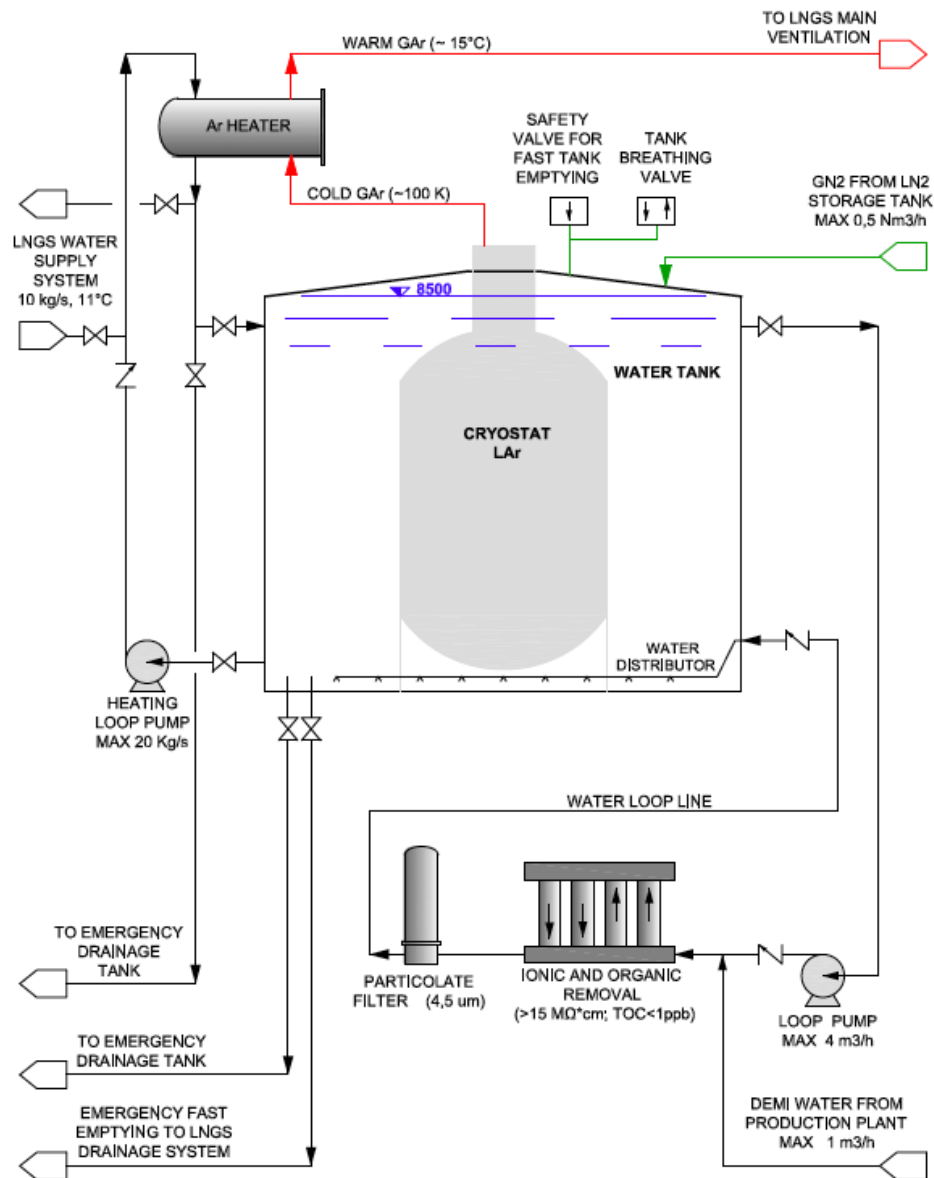 TO LNGS MAIN
VENTILATION
WARM GAr (~ 15°C)
Ar HEATER
SAFETY
VALVE FOR
FAST TANK
EMPTYING
TANK
BREATHING
VALVE
COLD GAr (~100 K)
GN2 FROM LN2
STORAGE TANK
MAX 0,5 Nm3/h
LNGS WATER
SUPPLY
SYSTEM
10 kg/s, 11°C
8500
WATER TANK
CRYOSTAT
LAr
WATER
DISTRIBUTOR
HEATING
LOOP PUMP
MAX 20 Kg/s
WATER LOOP LINE
TO EMERGENCY
DRAINAGE
TANK
PARTICOLATE
FILTER (4,5 um)
IONIC AND ORGANIC
REMOVAL
(>15 MΩ*cm; TOC<1ppb)
LOOP PUMP
MAX 4 m3/h
TO EMERGENCY
DRAINAGE TANK
EMERGENCY FAST
EMPTYING TO LNGS
DRAINAGE SYSTEM
DEMI WATER FROM
PRODUCTION PLANT
MAX 1 m3/h